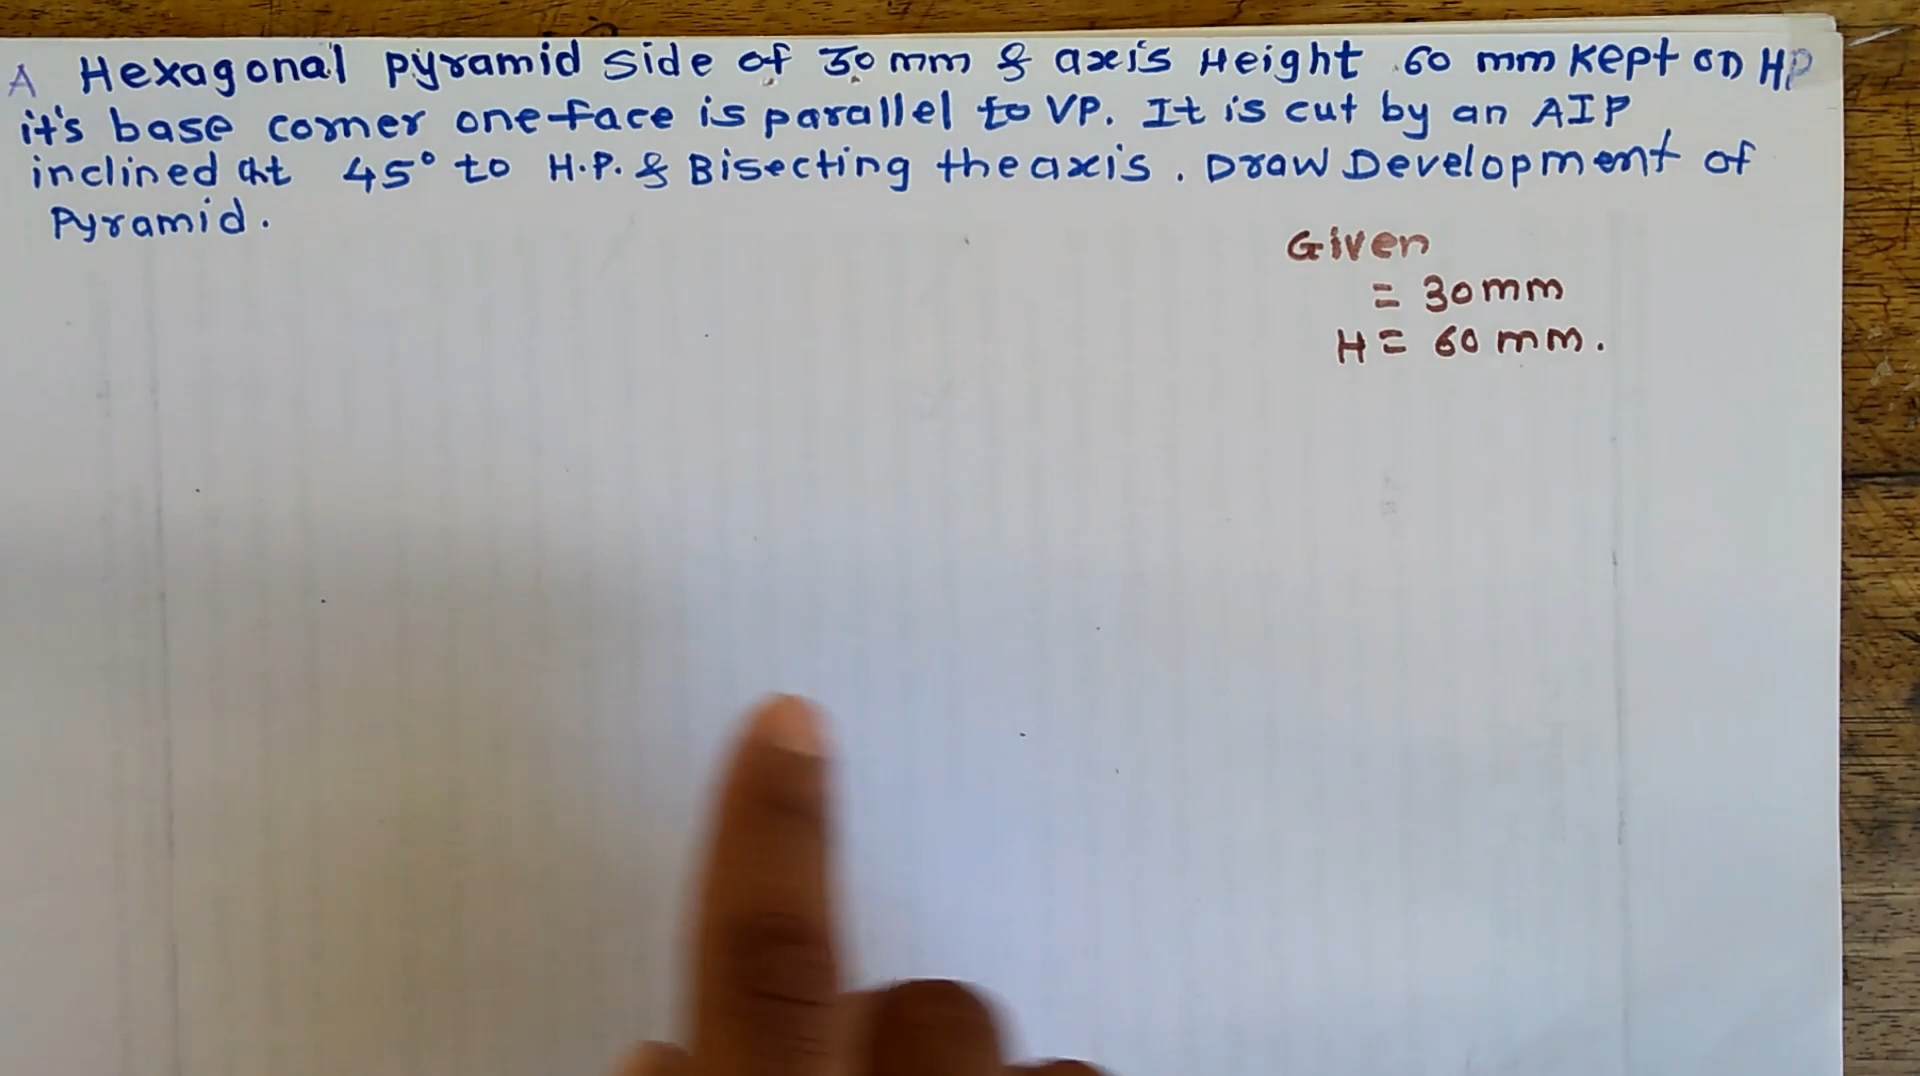 A Hexagonal pyramid side of 30 mm & axis Height 60 mm kept on HP
it's base corner one face is parallel to VP. It is cut by an AIP
inclined at 45° to H.P. & Bisecting the axis. Draw Development of
Pyramid.
Given
= 30mm
H = 60 mm.